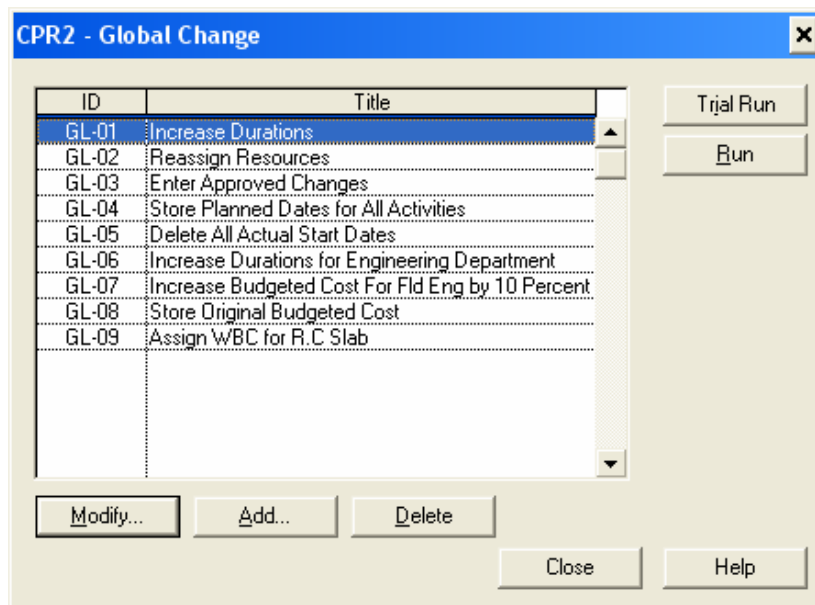 CPR2 - Global Change
ID Title
GL-01 Increase Durations
GL-02 Reassign Resources
GL-03 Enter Approved Changes
GL-04 Store Planned Dates for All Activities
GL-05 Delete All Actual Start Dates
GL-06 Increase Durations for Engineering Department
GL-07 Increase Budgeted Cost For Fld Eng by 10 Percent
GL-08 Store Original Budgeted Cost
GL-09 Assign WBC for R.C Slab
Trial Run
Run
Modify... Add... Delete
Close Help